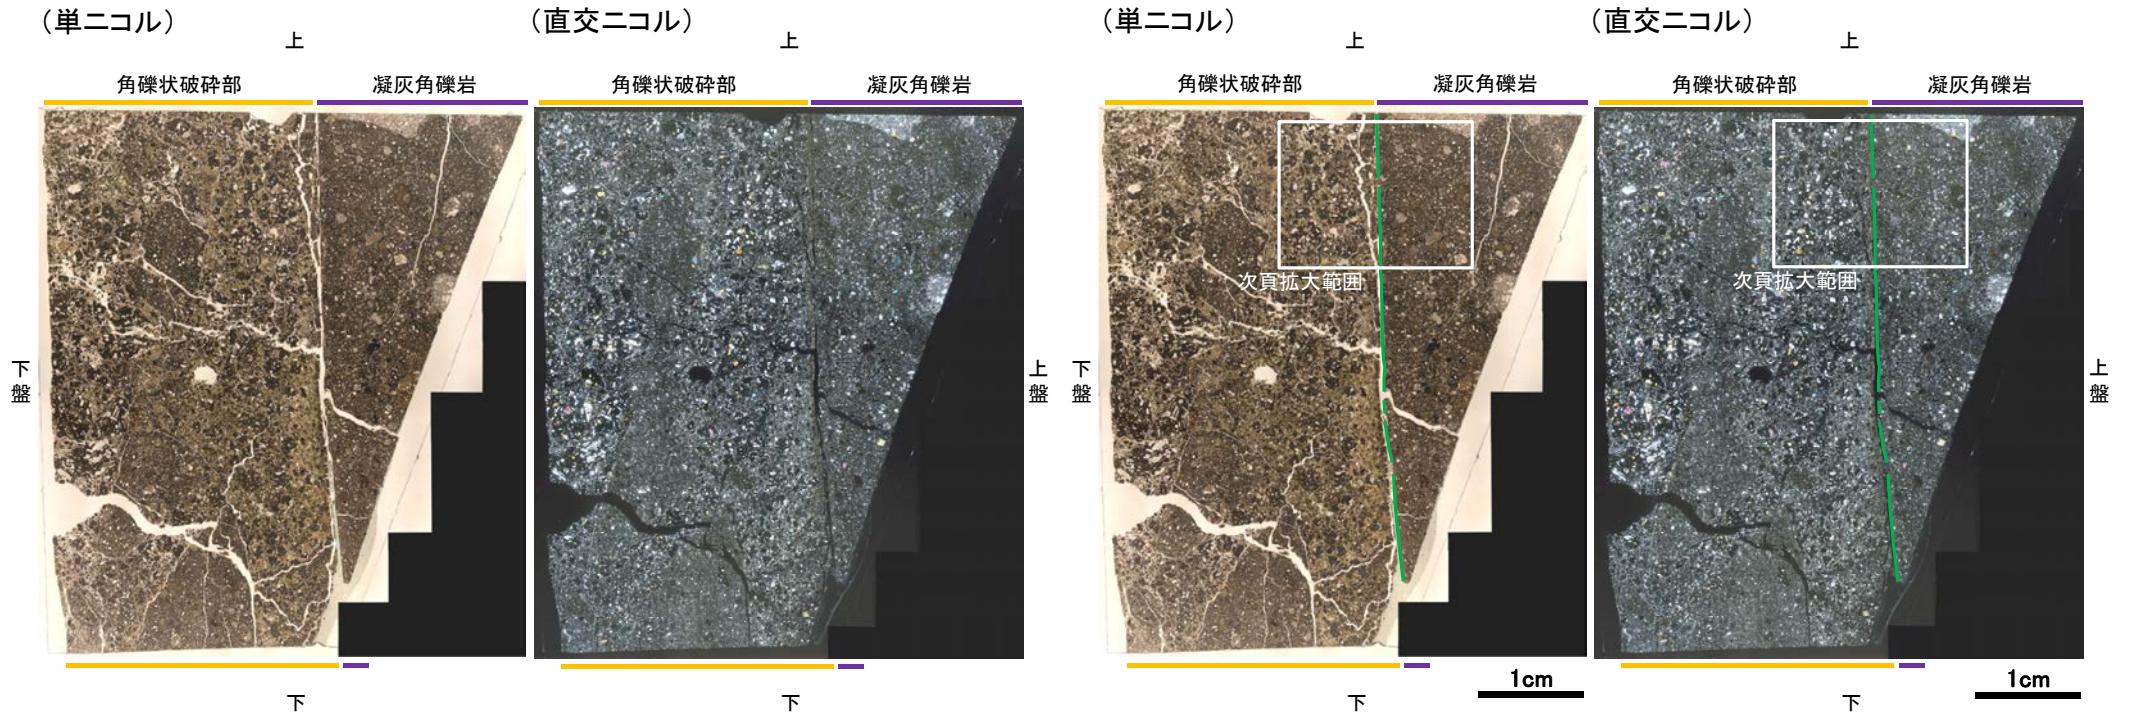 （単ニコル）
（直交ニコル）
（単ニコル）
（直交ニコル）
上
上
上
上
角礫状破砕部
凝灰角礫岩
角礫状破砕部
凝灰角礫岩
角礫状破砕部
凝灰角礫岩
角礫状破砕部
凝灰角礫岩
次頁拡大範囲
次頁拡大範囲
下盤
上盤
下盤
上盤
1cm
1cm
下
下
下
下